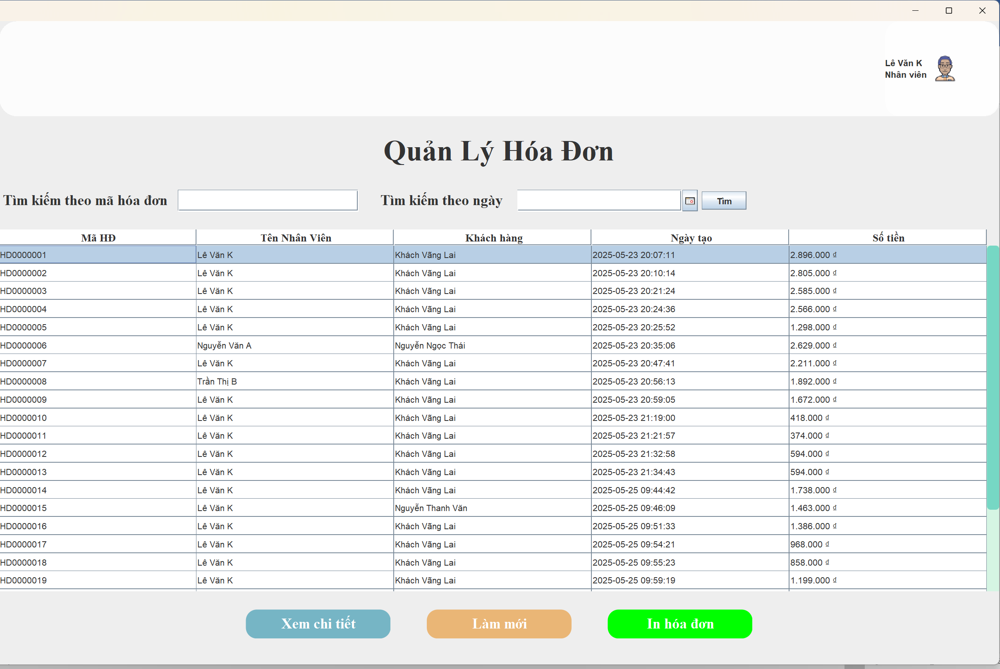 Lê Văn K
Nhân viên
Quản Lý Hóa Đơn
Tìm kiếm theo mã hóa đơn Tìm kiếm theo ngày Tìm
Mã HĐ Tên Nhân Viên Khách hàng Ngày tạo Số tiền
HD0000001 Lê Văn K Khách Vãng Lai 2025-05-23 20:07:11 2.896.000 đ
HD0000002 Lê Văn K Khách Vãng Lai 2025-05-23 20:10:14 2.805.000 đ
HD0000003 Lê Văn K Khách Vãng Lai 2025-05-23 20:21:24 2.585.000 đ
HD0000004 Lê Văn K Khách Vãng Lai 2025-05-23 20:24:36 2.566.000 đ
HD0000005 Lê Văn K Khách Vãng Lai 2025-05-23 20:25:52 1.298.000 đ
HD0000006 Nguyễn Văn A Nguyễn Ngọc Thái 2025-05-23 20:35:06 2.629.000 đ
HD0000007 Lê Văn K Khách Vãng Lai 2025-05-23 20:47:41 2.211.000 đ
HD0000008 Trần Thị B Khách Vãng Lai 2025-05-23 20:56:13 1.892.000 đ
HD0000009 Lê Văn K Khách Vãng Lai 2025-05-23 20:59:05 1.672.000 đ
HD0000010 Lê Văn K Khách Vãng Lai 2025-05-23 21:19:00 418.000 đ
HD0000011 Lê Văn K Khách Vãng Lai 2025-05-23 21:21:57 374.000 đ
HD0000012 Lê Văn K Khách Vãng Lai 2025-05-23 21:32:58 594.000 đ
HD0000013 Lê Văn K Khách Vãng Lai 2025-05-23 21:34:43 594.000 đ
HD0000014 Lê Văn K Khách Vãng Lai 2025-05-25 09:44:42 1.738.000 đ
HD0000015 Lê Văn K Nguyễn Thanh Văn 2025-05-25 09:46:09 1.463.000 đ
HD0000016 Lê Văn K Khách Vãng Lai 2025-05-25 09:51:33 1.386.000 đ
HD0000017 Lê Văn K Khách Vãng Lai 2025-05-25 09:54:21 968.000 đ
HD0000018 Lê Văn K Khách Vãng Lai 2025-05-25 09:55:23 858.000 đ
HD0000019 Lê Văn K Khách Vãng Lai 2025-05-25 09:59:19 1.199.000 đ
Xem chi tiết Làm mới In hóa đơn